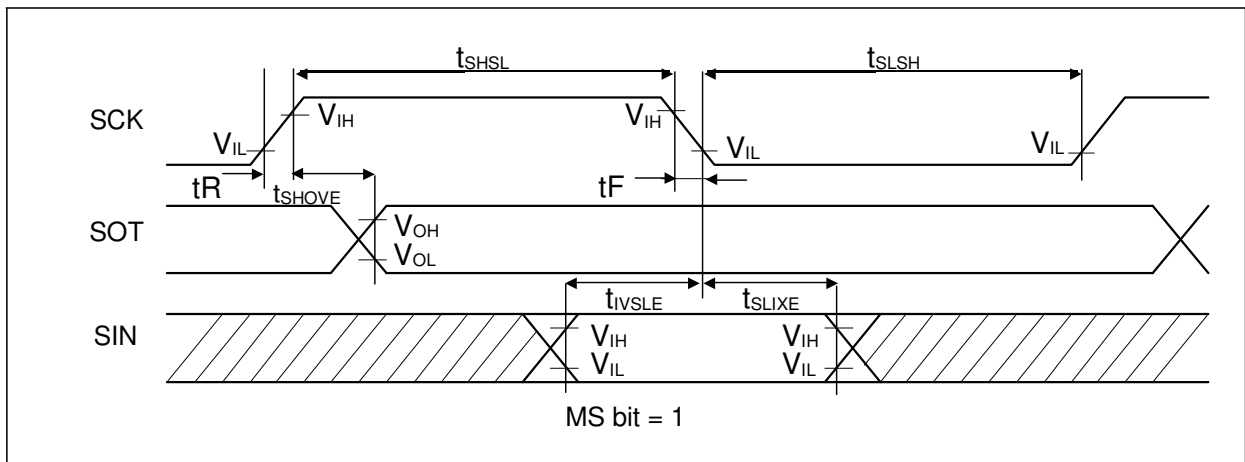 tSHSL
tSLSH
SCK
VIH
VIH
VIL
VIL
VIL
tR
tSHOVE
tF
SOT
VOH
VOL
tIVSLE
tSLIXE
SIN
VIH
VIH
VIL
VIL
MS bit = 1